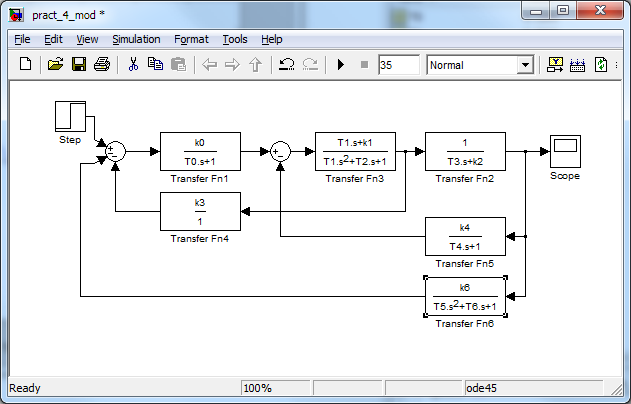 pract_4_mod *
File Edit View Simulation Format Tools Help
35 Normal
Step
k0
T0.s+1
Transfer Fn1
T1.s+k1
T1.s²+T2.s+1
Transfer Fn3
1
T3.s+k2
Transfer Fn2
Scope
k3
1
Transfer Fn4
k4
T4.s+1
Transfer Fn5
k6
T5.s²+T6.s+1
Transfer Fn6
Ready 100% ode45